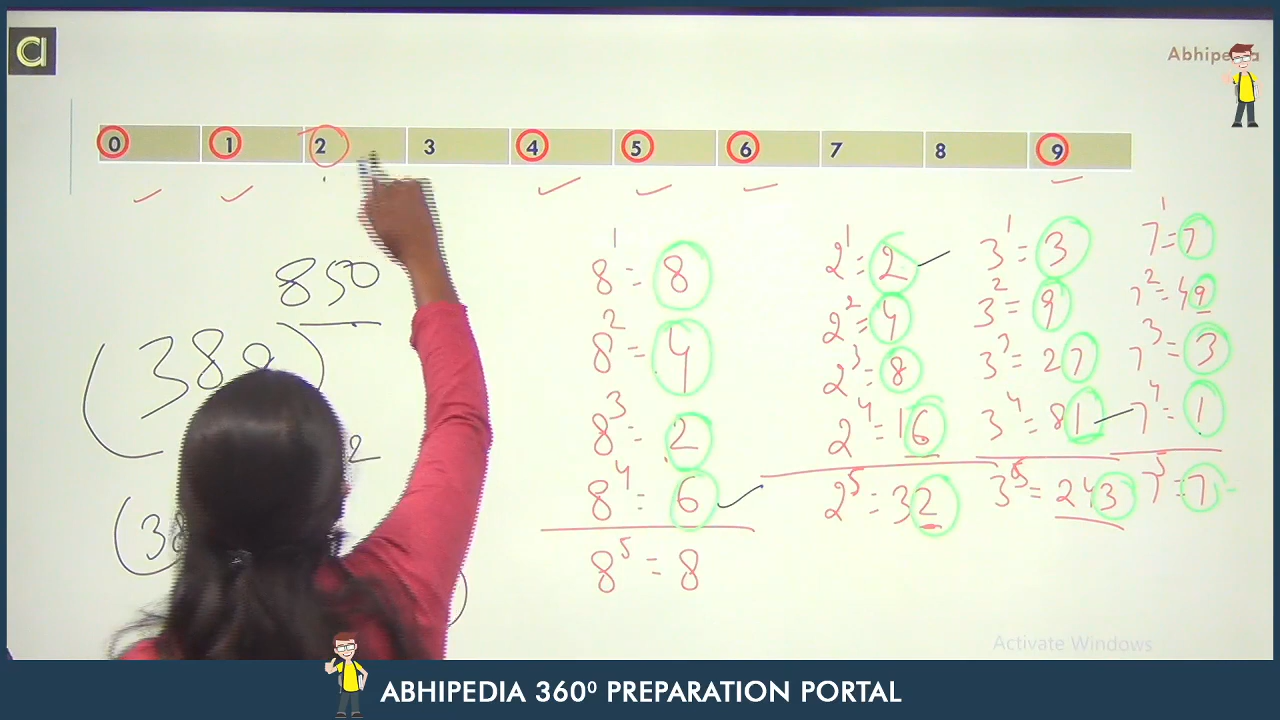 a
Abhipedia
0 1 2 3 4 5 6 7 8 9
850
(388)
2
(38
)
8¹ = 8
8² = 4
8³ = 2
8⁴ = 6
8⁵ = 8
2¹ = 2
2² = 4
2³ = 8
2⁴ = 16
2⁵ = 32
3¹ = 3
3² = 9
3³ = 27
3⁴ = 81
3⁵ = 243
7¹ = 7
7² = 49
7³ = 3
7⁴ = 1
7⁵ = 7
Activate Windows
ABHIPEDIA 360⁰ PREPARATION PORTAL